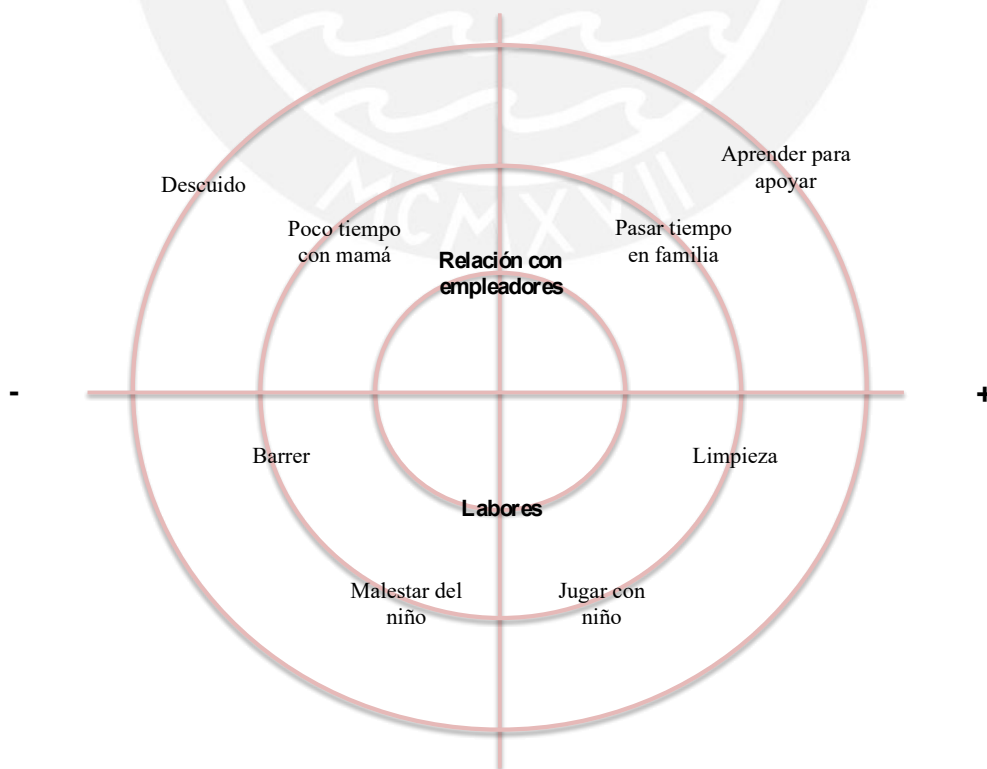 MCMXVII
Aprender para
apoyar
Descuido
Poco tiempo
con mamá
Pasar tiempo
en familia
Relación con
empleadores
-
+
Barrer
Limpieza
Labores
Malestar del
niño
Jugar con
niño